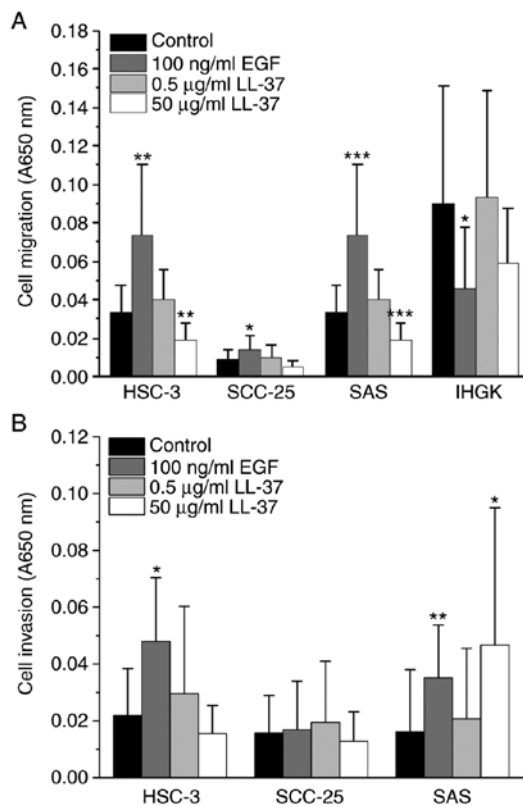 A
Control
100 ng/ml EGF
0.5 µg/ml LL-37
50 µg/ml LL-37
Cell migration (A650 nm)
0.18
0.16
0.14
0.12
0.10
0.08
0.06
0.04
0.02
0.00
**
**
*
***
***
*
HSC-3 SCC-25 SAS IHGK
B
Control
100 ng/ml EGF
0.5 µg/ml LL-37
50 µg/ml LL-37
Cell invasion (A650 nm)
0.12
0.10
0.08
0.06
0.04
0.02
0.00
*
**
*
HSC-3 SCC-25 SAS